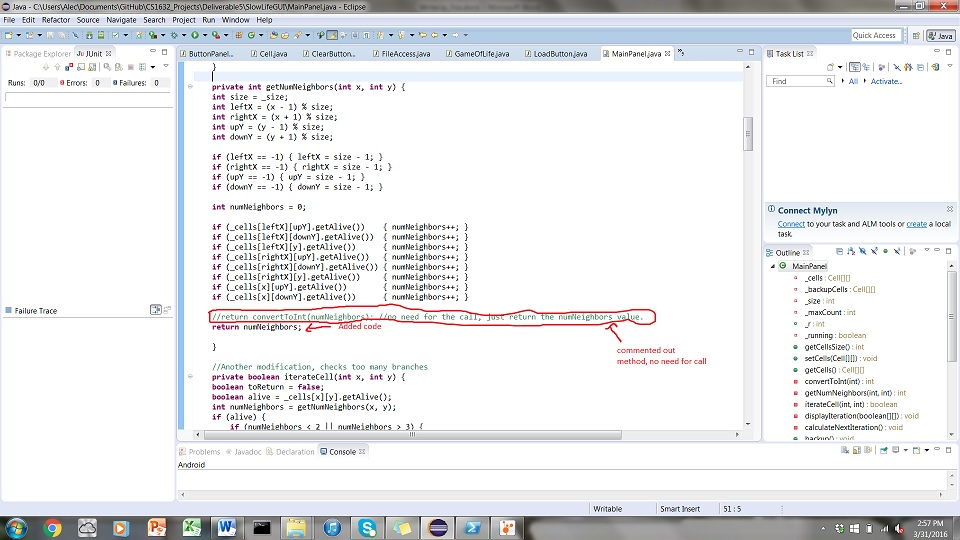 Java - C:\Users\Alec\Documents\GitHub\CS1632_Projects\Deliverable5\SlowLifeGUI\MainPanel.java - Eclipse
File Edit Refactor Source Navigate Search Project Run Window Help
Quick Access
Java
Package Explorer JUnit
Runs: 0/0 Errors: 0 Failures: 0
Failure Trace
ButtonPanel... Cell.java ClearButton... FileAccess.java GameOfLife.java LoadButton.java MainPanel.java
}
private int getNumNeighbors(int x, int y) {
int size = _size;
int leftX = (x - 1) % size;
int rightX = (x + 1) % size;
int upY = (y - 1) % size;
int downY = (y + 1) % size;
if (leftX == -1) { leftX = size - 1; }
if (rightX == -1) { rightX = size - 1; }
if (upY == -1) { upY = size - 1; }
if (downY == -1) { downY = size - 1; }
int numNeighbors = 0;
if (_cells[leftX][upY].getAlive()) { numNeighbors++; }
if (_cells[leftX][downY].getAlive()) { numNeighbors++; }
if (_cells[leftX][y].getAlive()) { numNeighbors++; }
if (_cells[rightX][upY].getAlive()) { numNeighbors++; }
if (_cells[rightX][downY].getAlive()) { numNeighbors++; }
if (_cells[rightX][y].getAlive()) { numNeighbors++; }
if (_cells[x][upY].getAlive()) { numNeighbors++; }
if (_cells[x][downY].getAlive()) { numNeighbors++; }
//return convertToInt(numNeighbors); //no need for the call, just return the numNeighbors value.
return numNeighbors;
Added code
}
commented out
method, no need for call
//Another modification, checks too many branches
private boolean iterateCell(int x, int y) {
boolean toReturn = false;
boolean alive = _cells[x][y].getAlive();
int numNeighbors = getNumNeighbors(x, y);
if (alive) {
if (numNeighbors < 2 || numNeighbors > 3) {
Task List
Find All Activate...
Connect Mylyn
Connect to your task and ALM tools or create a local
task.
Outline
MainPanel
_cells : Cell[][]
_backupCells : Cell[][]
_size : int
_maxCount : int
_r : int
_running : boolean
getCellsSize() : int
setCells(Cell[][]) : void
getCells() : Cell[][]
convertToInt(int) : int
getNumNeighbors(int, int) : int
iterateCell(int, int) : boolean
displayIteration(boolean[][]) : void
calculateNextIteration() : void
backup() : void
Problems Javadoc Declaration Console
Android
Writable Smart Insert 51 : 5
2:57 PM
3/31/2016